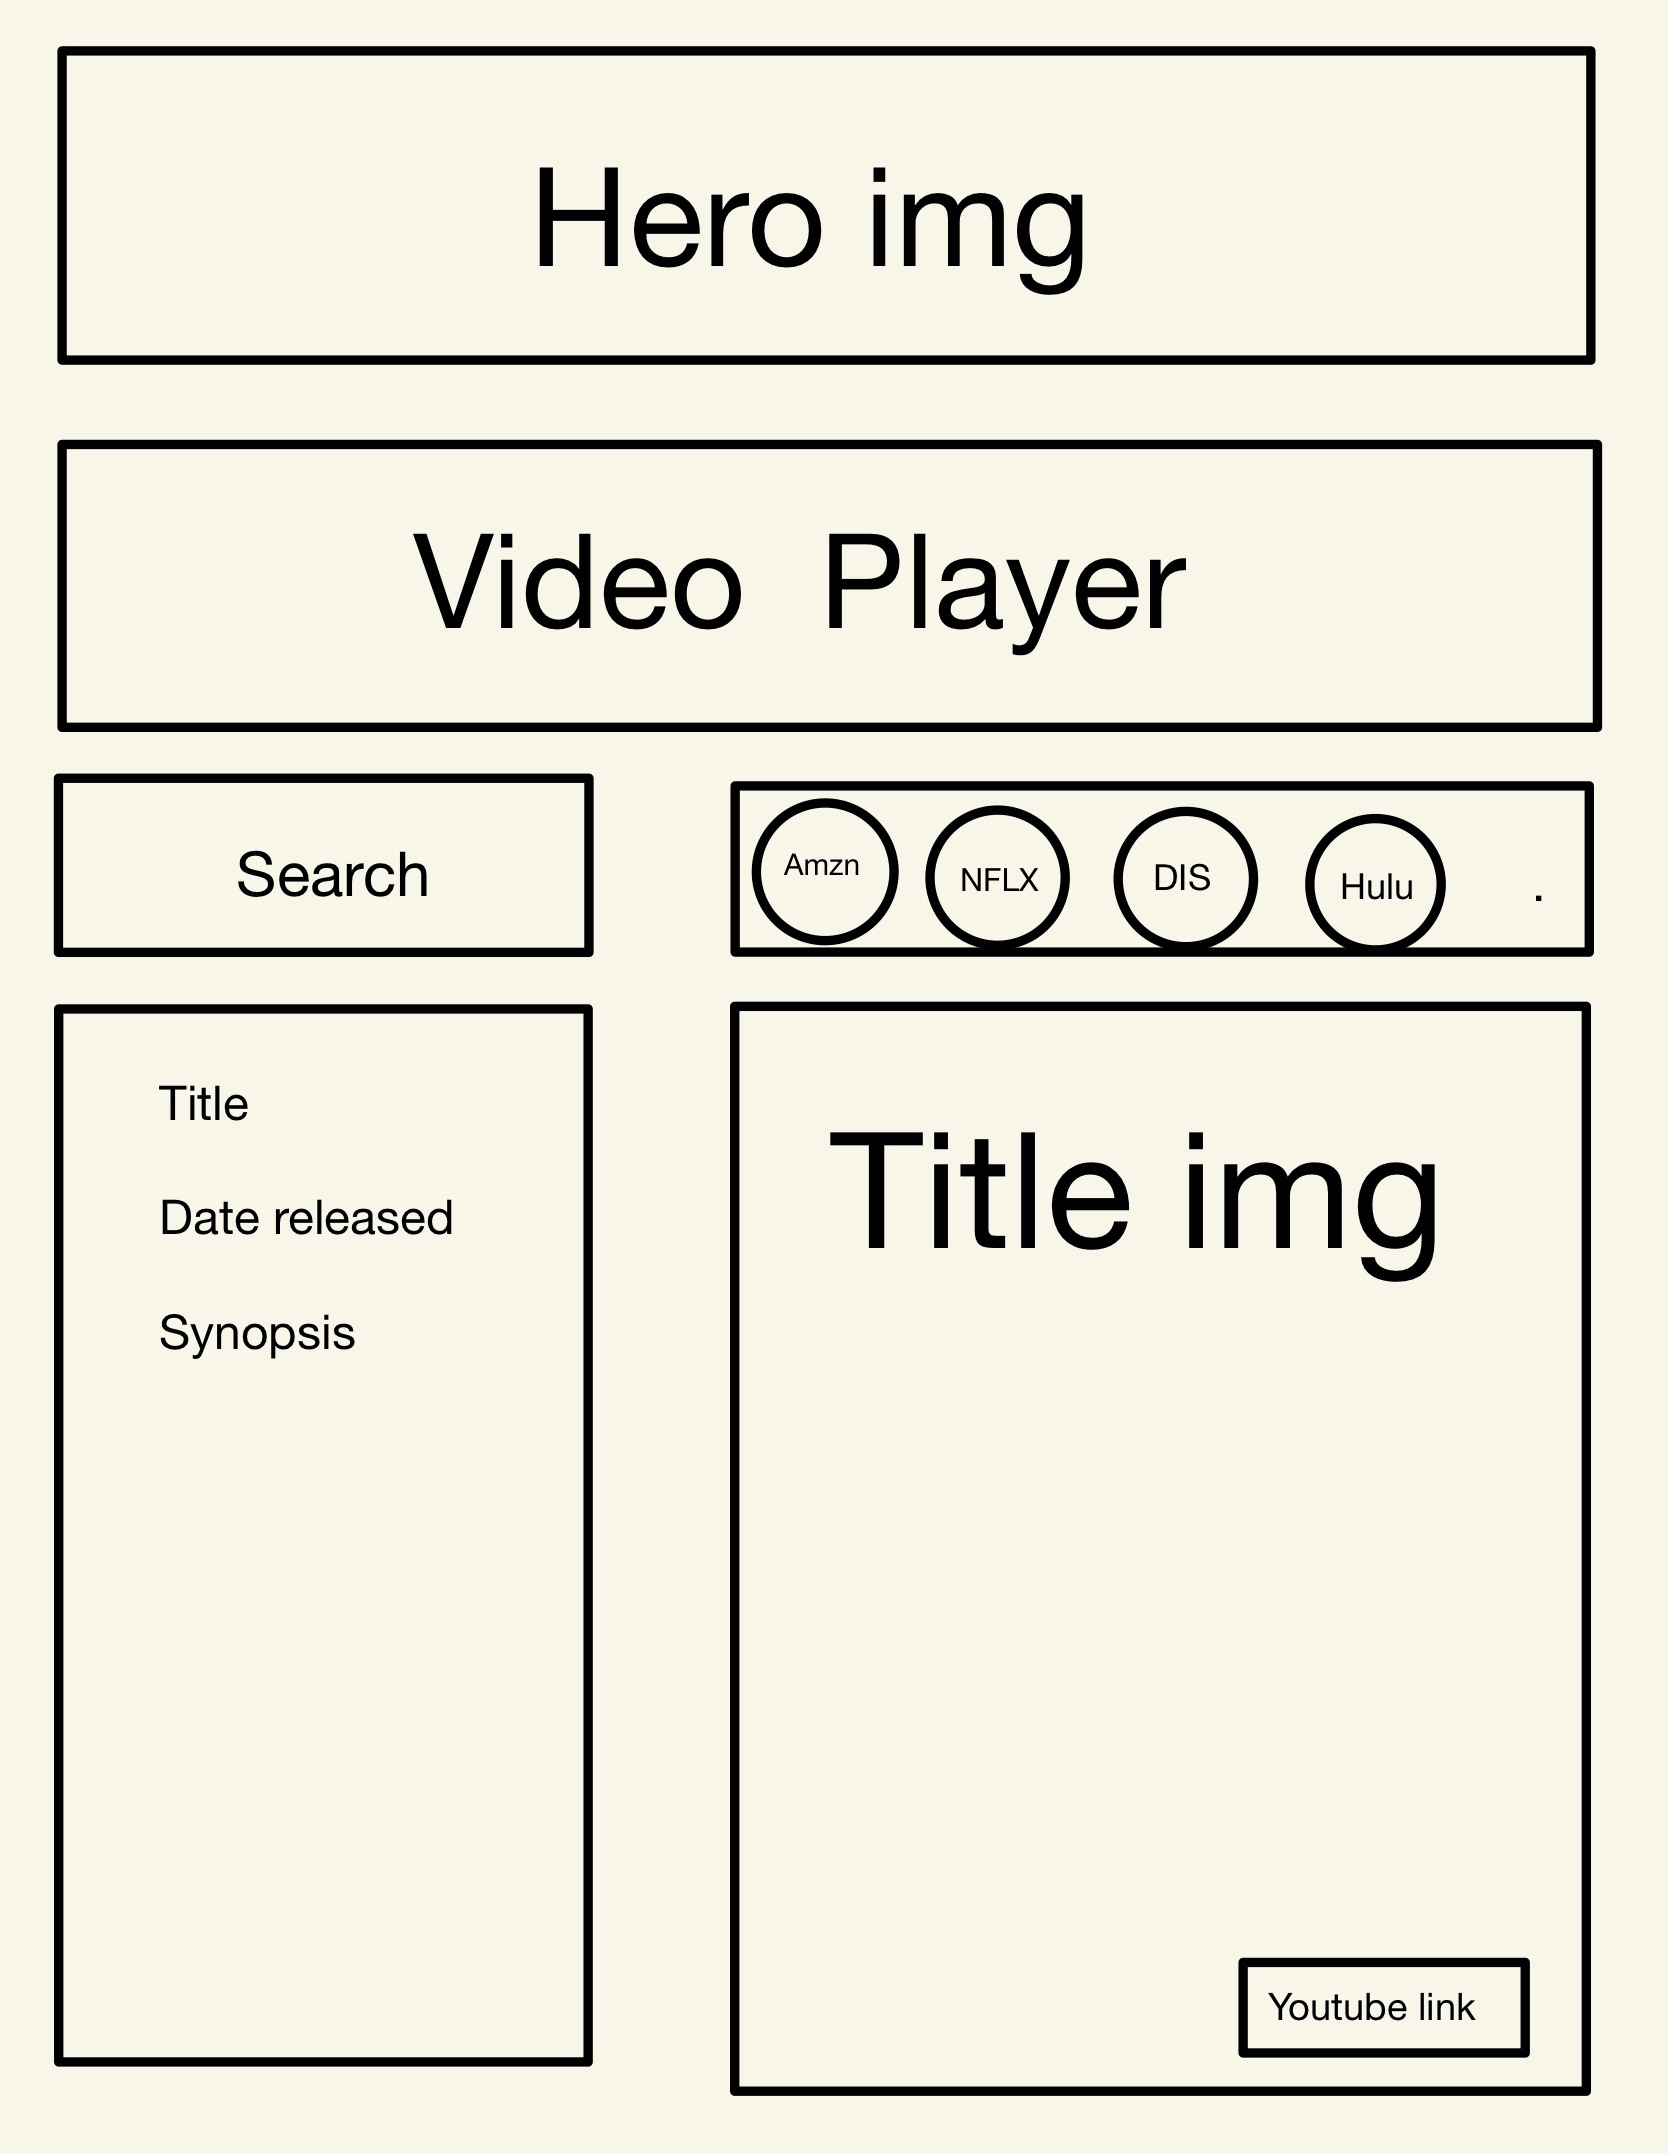 Hero img
Video  Player
Search
Amzn
NFLX
DIS
Hulu
.
Title
Date released
Synopsis
Title img
Youtube link